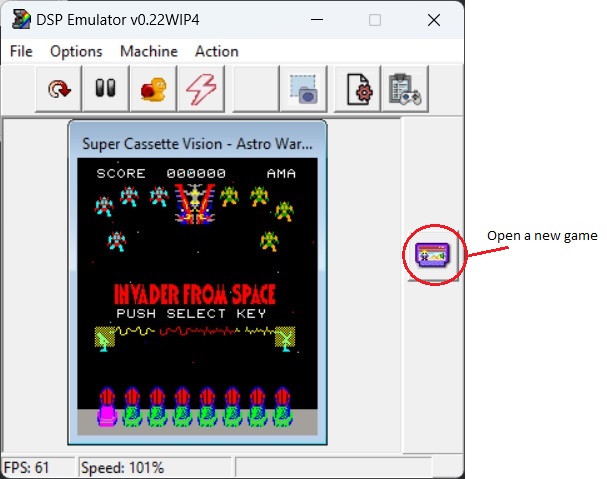 DSP Emulator v0.22WIP4
File Options Machine Action
Super Cassette Vision - Astro War...
SCORE 000000 AMA
INVADER FROM SPACE
PUSH SELECT KEY
Open a new game
FPS: 61 Speed: 101%